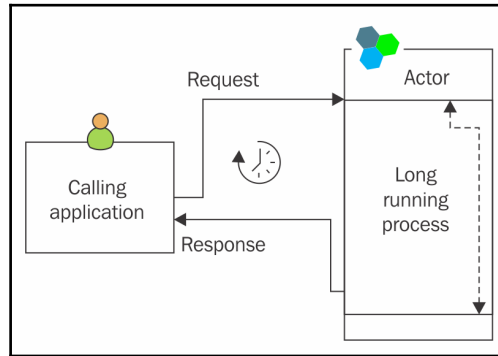 Request
Actor
Calling
application
Long
running
process
Response